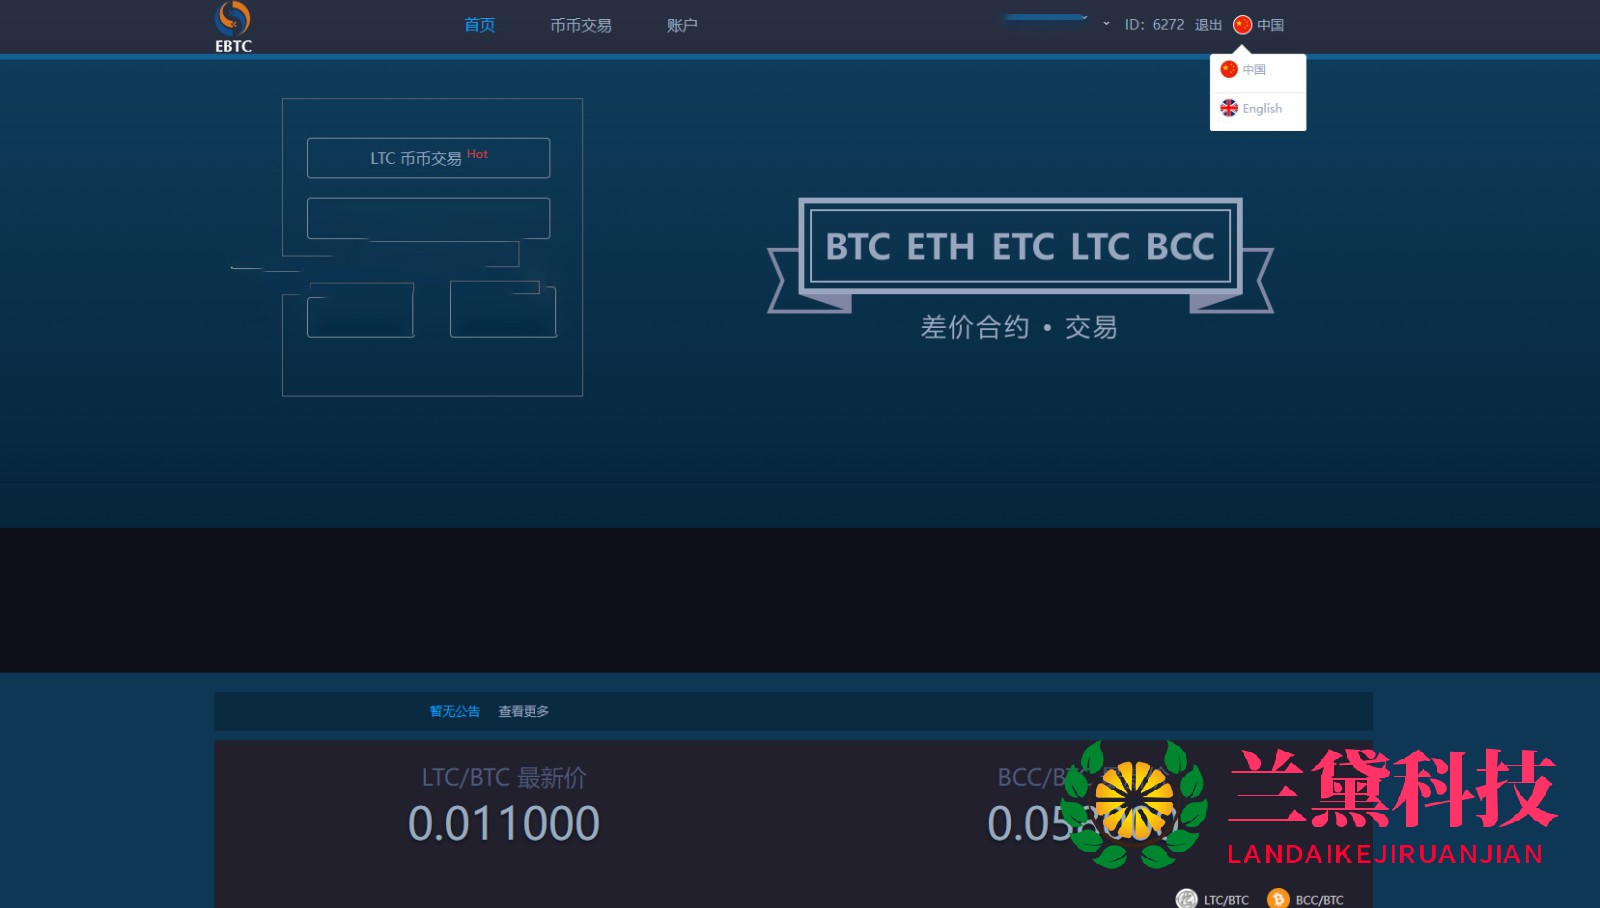 EBTC
首页
币币交易
账户
ID: 6272
退出
中国
中国
English
LTC 币币交易 Hot
BTC ETH ETC LTC BCC
差价合约 • 交易
暂无公告
查看更多
LTC/BTC 最新价
0.011000
BCC/B
0.05
兰黛科技
LANDAIKEJIRUANJIAN
LTC/BTC
BCC/BTC